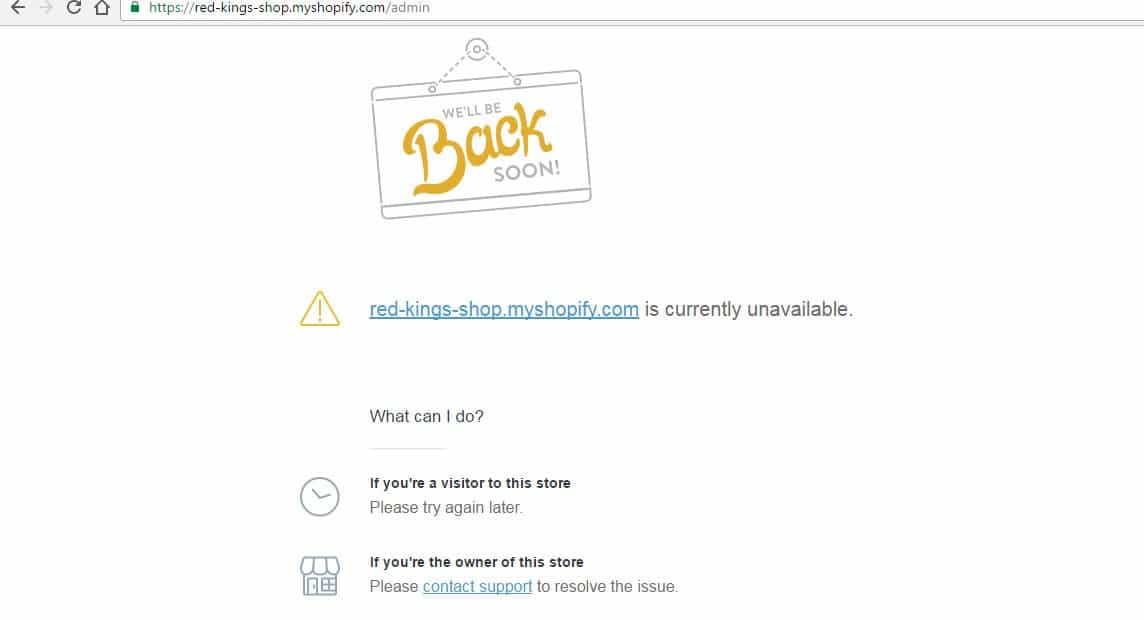 https://red-kings-shop.myshopify.com/admin
WE'LL BE
Back
SOON!
red-kings-shop.myshopify.com is currently unavailable.
What can I do?
If you're a visitor to this store
Please try again later.
If you're the owner of this store
Please contact support to resolve the issue.